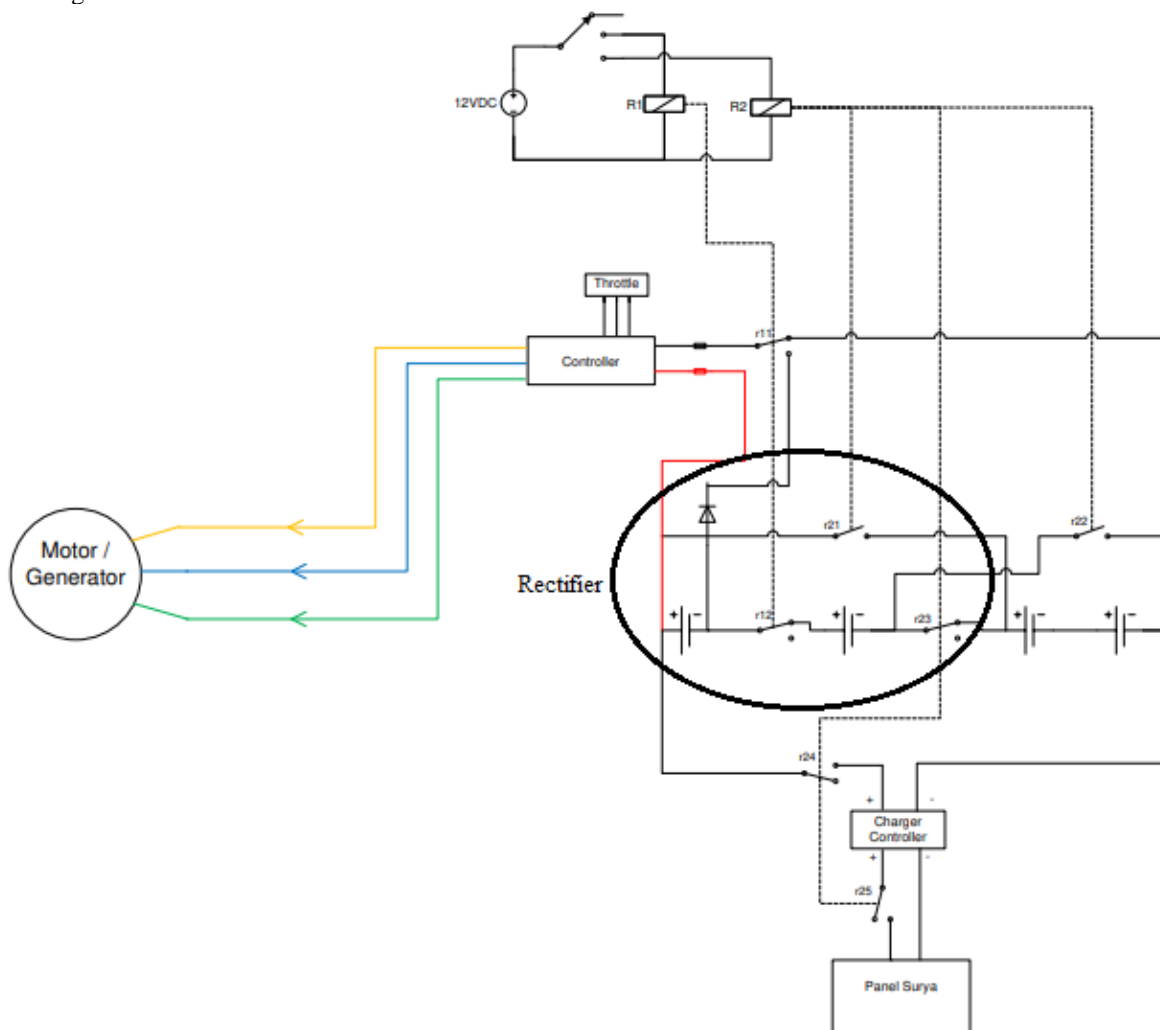 12VDC
+
-
R1
R2
Throttle
r11
Controller
Motor /
Generator
r21
r22
Rectifier
+ -
r12
+ -
r23
+ -
+ -
r24
+ -
Charger
Controller
+ -
r25
Panel Surya